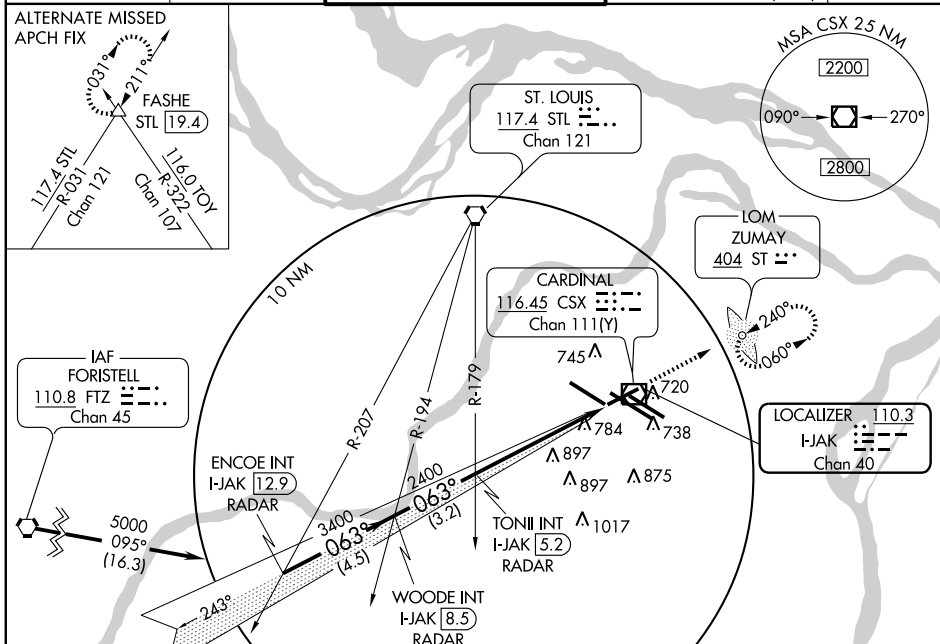 ALTERNATE MISSED
APCH FIX
031°
211°
FASHE
STL 19.4
117.4 STL
R-031
Chan 121
116.0 TOY
R-322
Chan 107
ST. LOUIS
117.4 STL
Chan 121
MSA CSX 25 NM
2200
090°
270°
2800
LOM
ZUMAY
404 ST
240°
060°
10 NM
CARDINAL
116.45 CSX
Chan 111(Y)
745
720
784
738
897
897
875
1017
LOCALIZER 110.3
I-JAK
Chan 40
IAF
FORISTELL
110.8 FTZ
Chan 45
5000
095°
(16.3)
R-207
R-194
R-179
ENCOE INT
I-JAK 12.9
RADAR
3400
063°
(4.5)
2400
063°
(3.2)
TONII INT
I-JAK 5.2
RADAR
WOODE INT
I-JAK 8.5
RADAR
243°